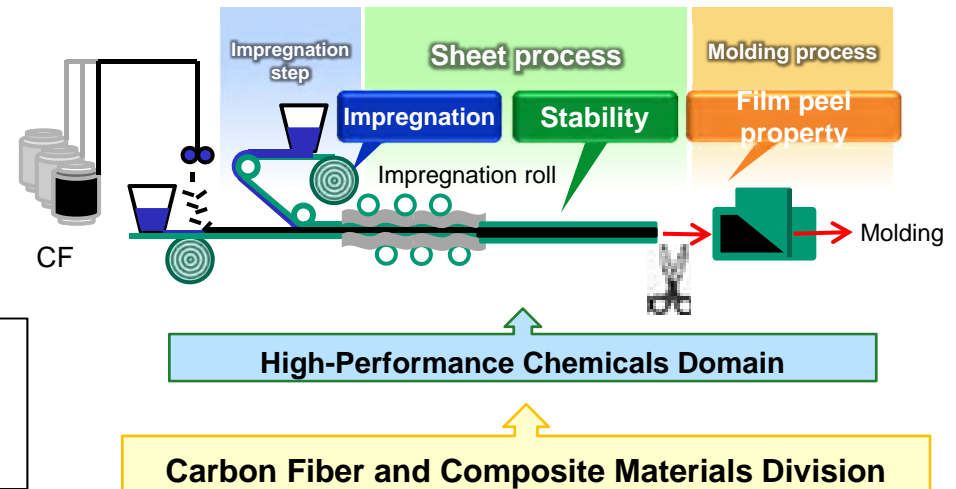 Impregnation
step
Sheet process
Molding process
Impregnation
Stability
Film peel
property
Impregnation roll
CF
Molding
High-Performance Chemicals Domain
Carbon Fiber and Composite Materials Division